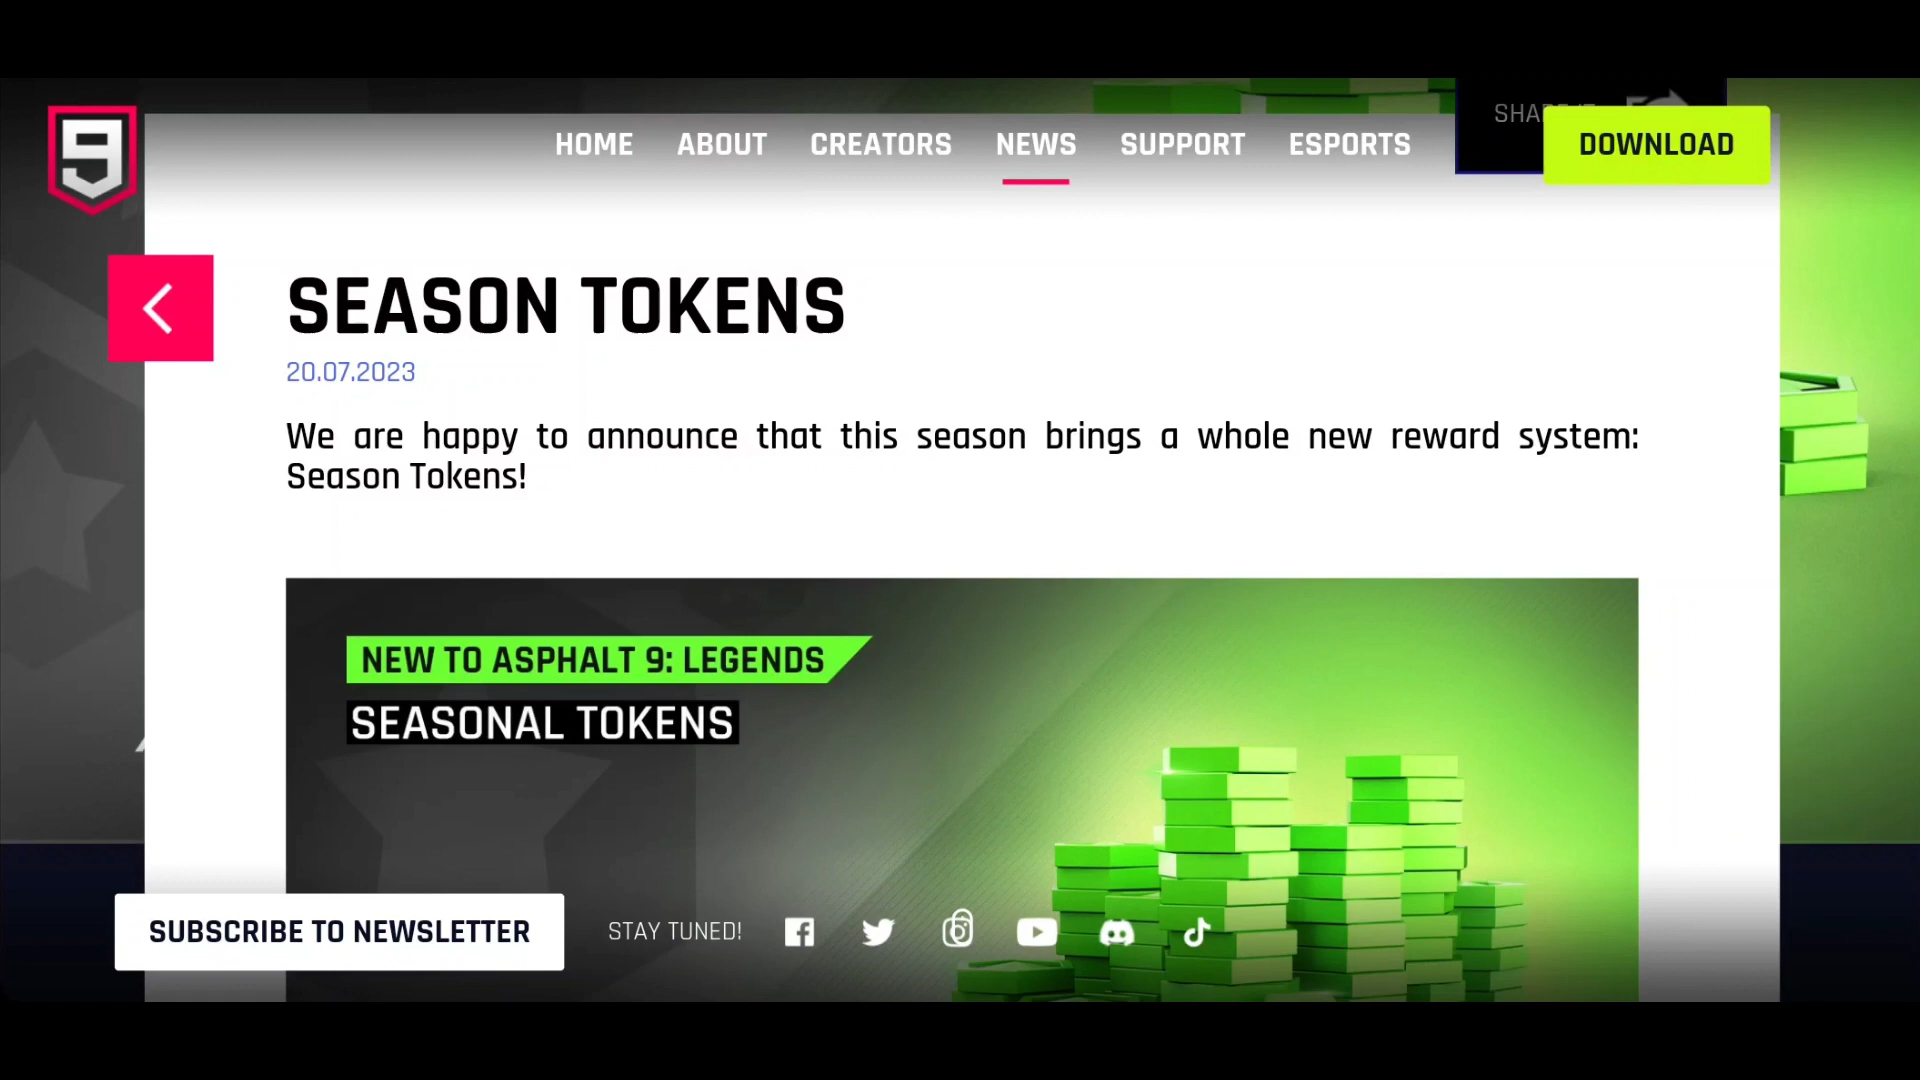 9
HOME ABOUT CREATORS NEWS SUPPORT ESPORTS
DOWNLOAD
SEASON TOKENS
20.07.2023
We are happy to announce that this season brings a whole new reward system:
Season Tokens!
NEW TO ASPHALT 9: LEGENDS
SEASONAL TOKENS
SUBSCRIBE TO NEWSLETTER
STAY TUNED!